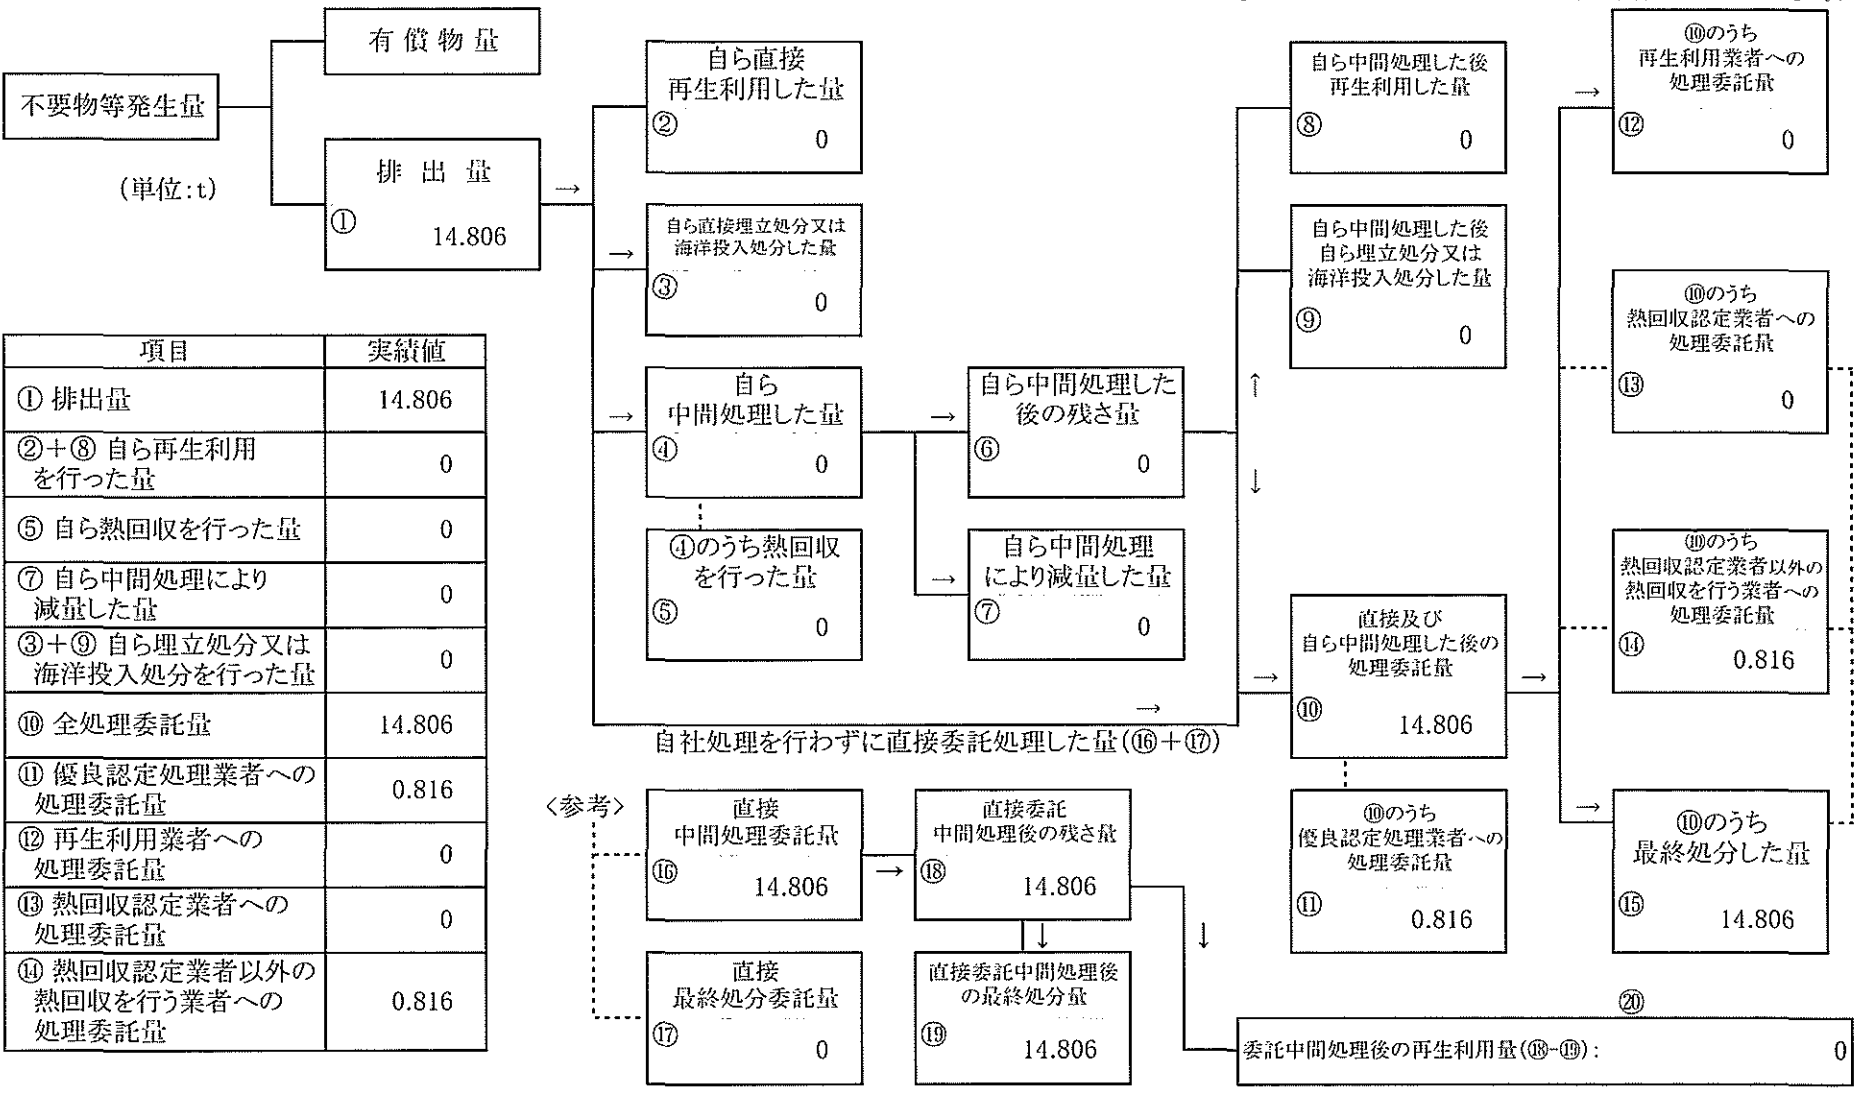 有償物量
不要物等発生量
(単位:t)
排出量
①
14.806
→
自ら直接
再生利用した量
②
0
→
自ら直接埋立処分又は
海洋投入処分した量
③
0
→
自ら
中間処理した量
④
0
④のうち熱回収
を行った量
⑤
0
→
自ら中間処理した
後の残さ量
⑥
0
→
自ら中間処理
により減量した量
⑦
0
自ら中間処理した後
再生利用した量
⑧
0
自ら中間処理した後
自ら埋立処分又は
海洋投入処分した量
⑨
0
↑
↓
→
自社処理を行わずに直接委託処理した量(⑯+⑰)
→
直接及び
自ら中間処理した後の
処理委託量
⑩
14.806
⑩のうち
優良認定処理業者への
処理委託量
⑪
0.816
→
→
⑩のうち
再生利用業者への
処理委託量
⑫
0
⑩のうち
熱回収認定業者への
処理委託量
⑬
0
⑩のうち
熱回収認定業者以外の
熱回収を行う業者への
処理委託量
⑭
0.816
→
⑩のうち
最終処分した量
⑮
14.806
項目 実績値
① 排出量 14.806
②+⑧ 自ら再生利用
を行った量 0
⑤ 自ら熱回収を行った量 0
⑦ 自ら中間処理により
減量した量 0
③+⑨ 自ら埋立処分又は
海洋投入処分を行った量 0
⑩ 全処理委託量 14.806
⑪ 優良認定処理業者への
処理委託量 0.816
⑫ 再生利用業者への
処理委託量 0
⑬ 熱回収認定業者への
処理委託量 0
⑭ 熱回収認定業者以外の
熱回収を行う業者への
処理委託量 0.816
<参考>
直接
中間処理委託量
⑯
14.806
→
直接委託
中間処理後の残さ量
⑱
14.806
↓
↓
直接
最終処分委託量
⑰
0
直接委託中間処理後
の最終処分量
⑲
14.806
⑳
委託中間処理後の再生利用量(⑱-⑲): 0